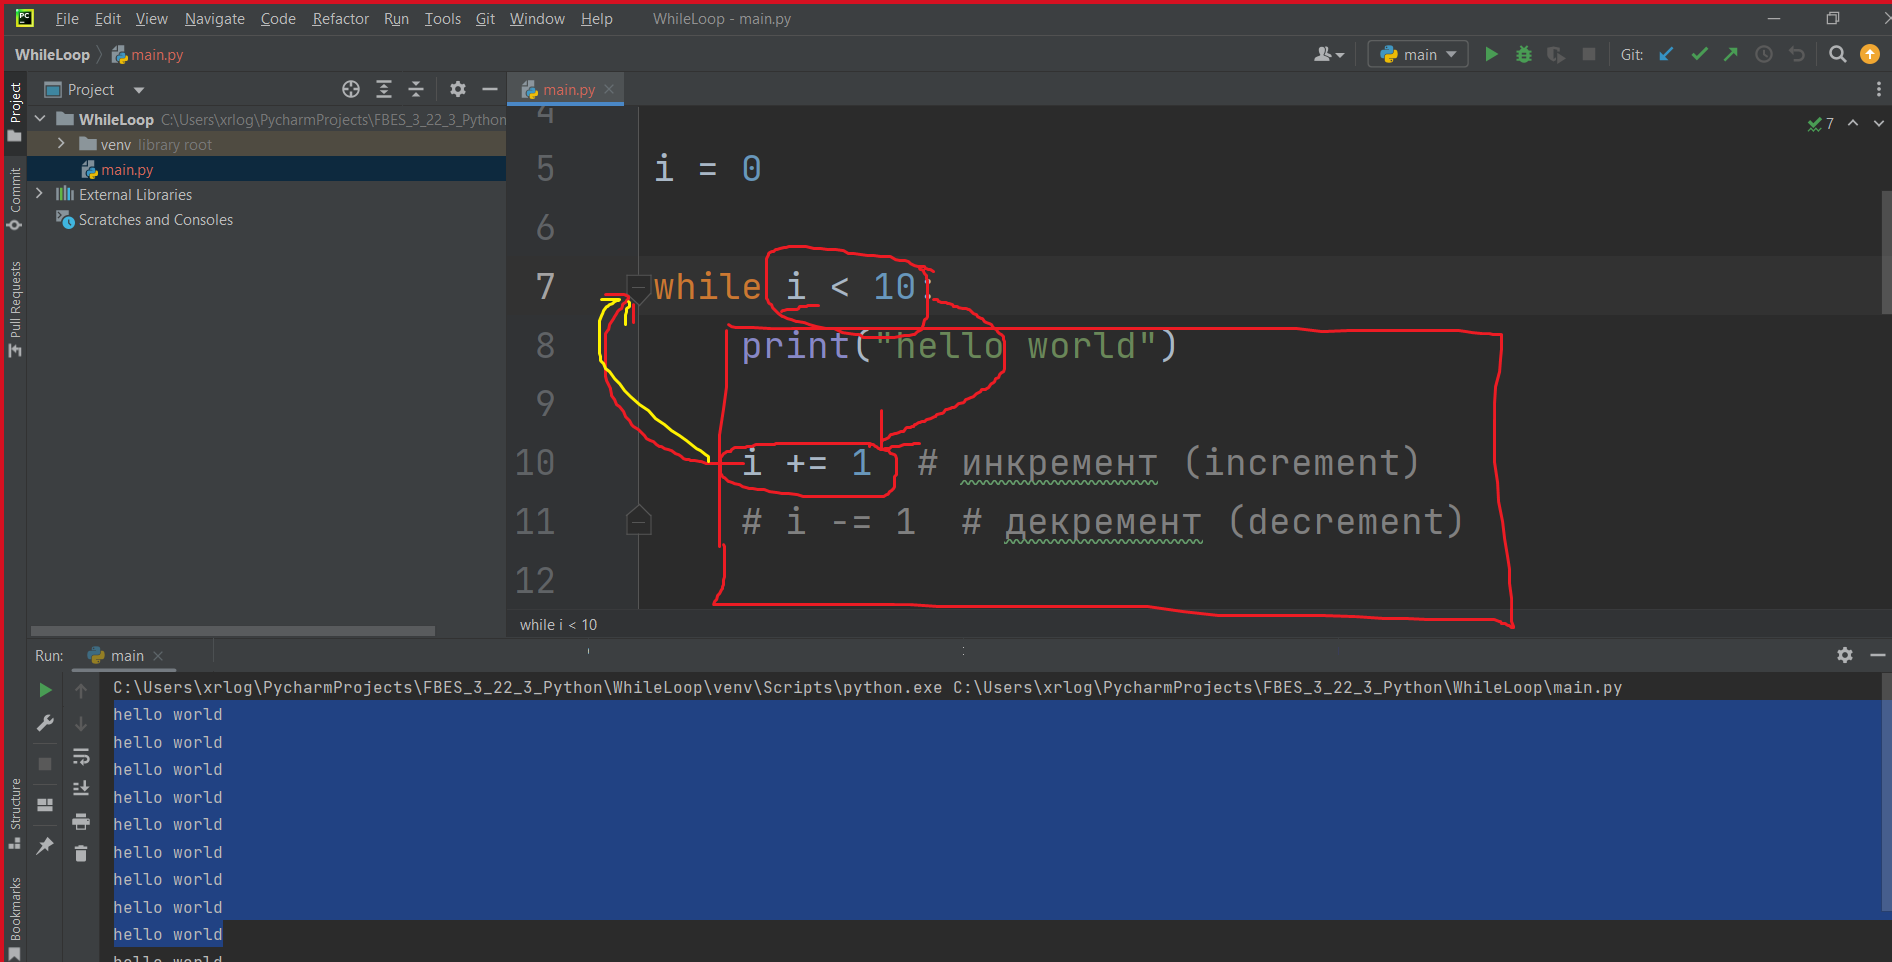 File Edit View Navigate Code Refactor Run Tools Git Window Help WhileLoop - main.py
WhileLoop main.py main Git:
Project main.py
WhileLoop C:\Users\xrlog\PycharmProjects\FBES_3_22_3_Python
venv library root
main.py
External Libraries
Scratches and Consoles
Project
Commit
Pull Requests
7
4
5 i = 0
6
7 while i < 10:
8 print("hello world")
9
10 i += 1 # инкремент (increment)
11 # i -= 1 # декремент (decrement)
12
while i < 10
Run: main
C:\Users\xrlog\PycharmProjects\FBES_3_22_3_Python\WhileLoop\venv\Scripts\python.exe C:\Users\xrlog\PycharmProjects\FBES_3_22_3_Python\WhileLoop\main.py
hello world
hello world
hello world
hello world
hello world
hello world
hello world
hello world
hello world
hello world
Structure
Bookmarks